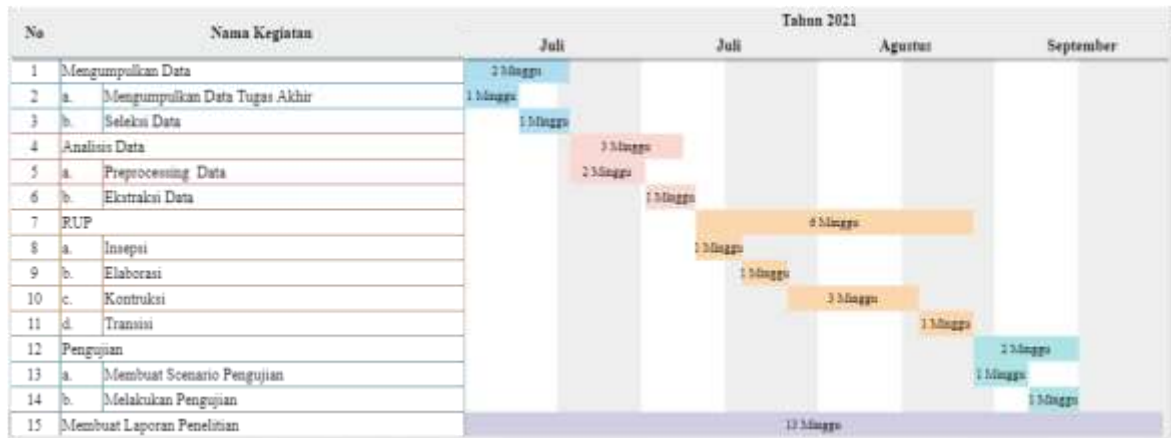 No Nama Kegiatan Tahun 2021
Juli Juli Agustus September
1 Mengumpulkan Data 2 Minggu
2 a. Mengumpulkan Data Tugas Akhir 1 Minggu
3 b. Seleksi Data 1 Minggu
4 Analisis Data 3 Minggu
5 a. Preprocessing Data 2 Minggu
6 b. Ekstraksi Data 1 Minggu
7 RUP 6 Minggu
8 a. Insepsi 1 Minggu
9 b. Elaborasi 1 Minggu
10 c. Kontruksi 3 Minggu
11 d. Transisi 1 Minggu
12 Pengujian 2 Minggu
13 a. Membuat Scenario Pengujian 1 Minggu
14 b. Melakukan Pengujian 1 Minggu
15 Membuat Laporan Penelitian 13 Minggu